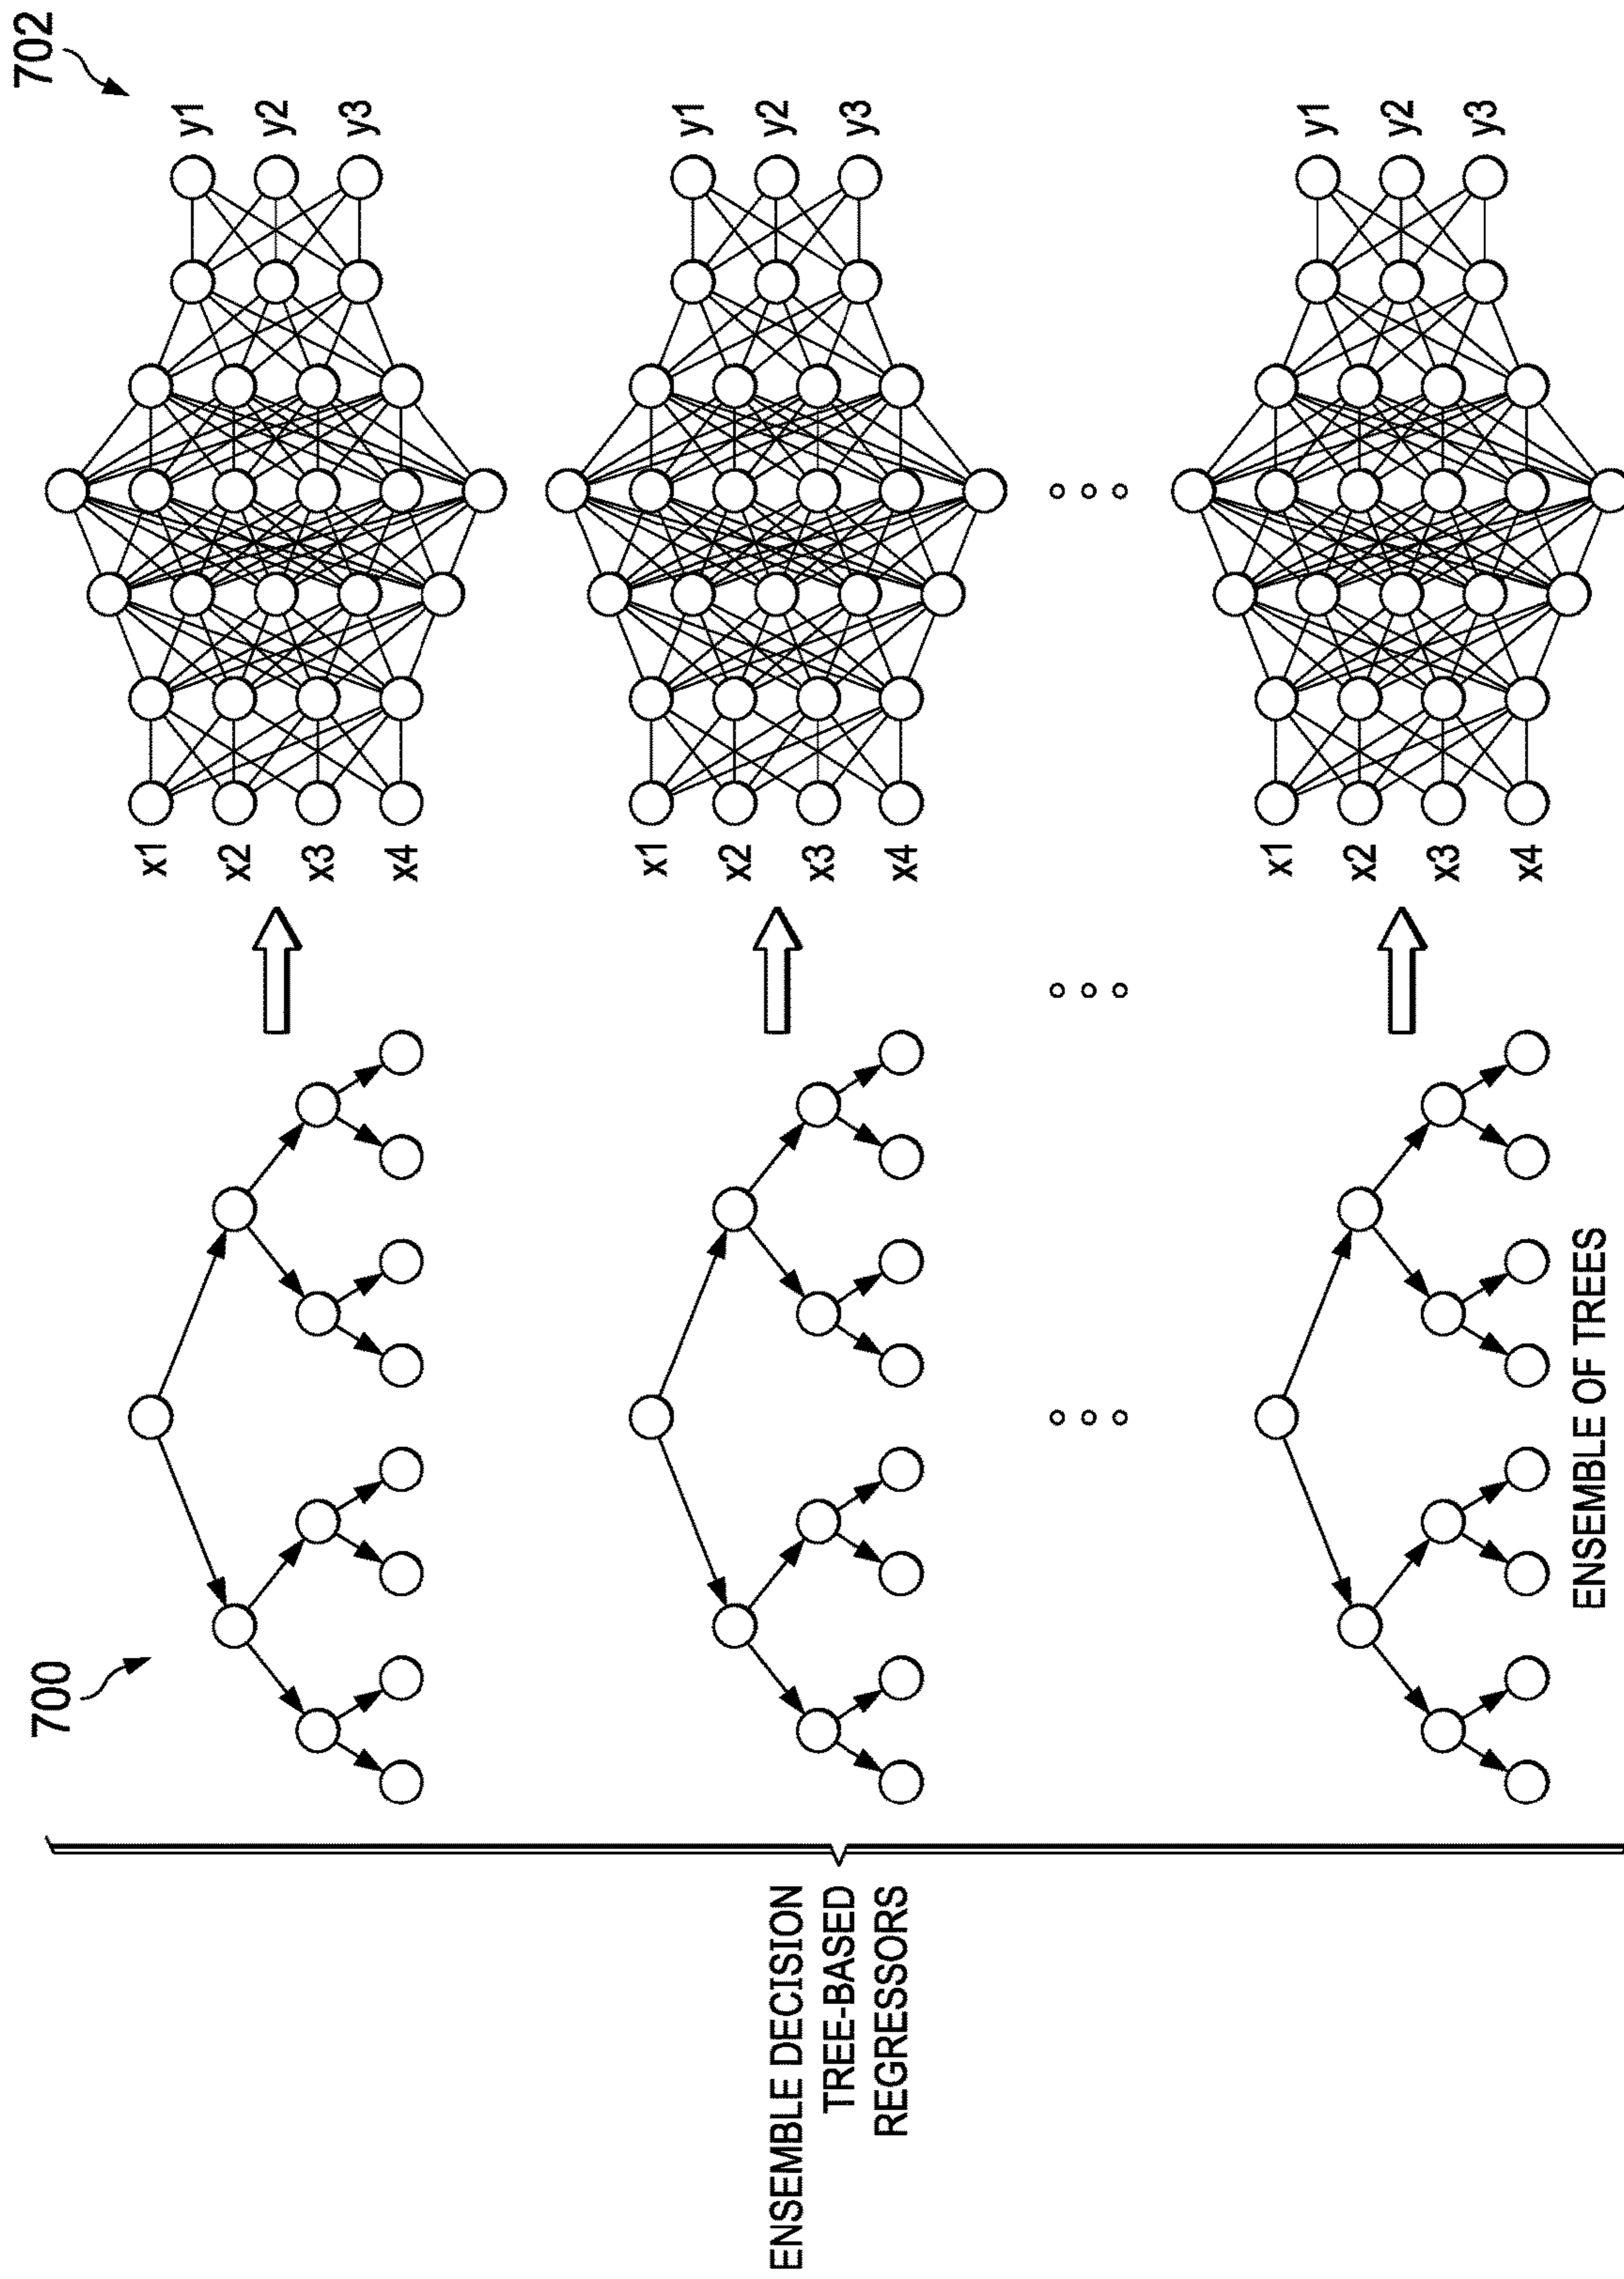 700
702
ENSEMBLE DECISION
TREE-BASED
REGRESSORS
x1
x2
x3
x4
y1
y2
y3
x1
x2
x3
x4
y1
y2
y3
x1
x2
x3
x4
y1
y2
y3
ENSEMBLE OF TREES